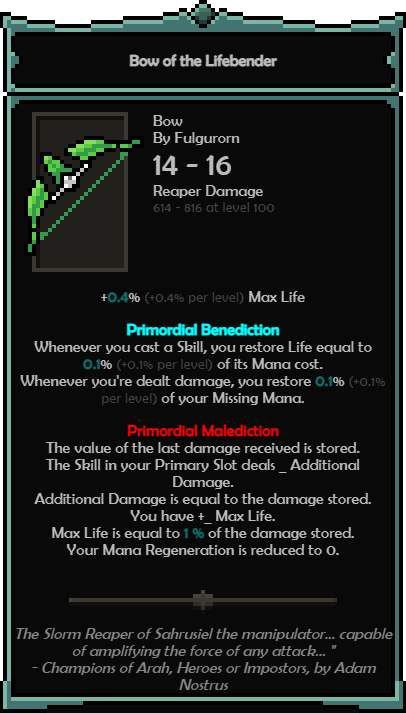 Bow of the Lifebender
Bow
By Fulgurorn
14 - 16
Reaper Damage
614 - 816 at level 100
+0.4% (+0.4% per level) Max Life
Primordial Benediction
Whenever you cast a Skill, you restore Life equal to
0.1% (+0.1% per level) of its Mana cost.
Whenever you're dealt damage, you restore 0.1% (+0.1%
per level) of your Missing Mana.
Primordial Malediction
The value of the last damage received is stored.
The Skill in your Primary Slot deals _ Additional
Damage.
Additional Damage is equal to the damage stored.
You have +_ Max Life.
Max Life is equal to 1 % of the damage stored.
Your Mana Regeneration is reduced to 0.
The Slorm Reaper of Sahrusiel the manipulator... capable
of amplifying the force of any attack... "
- Champions of Arah, Heroes or Impostors, by Adam
Nostrus